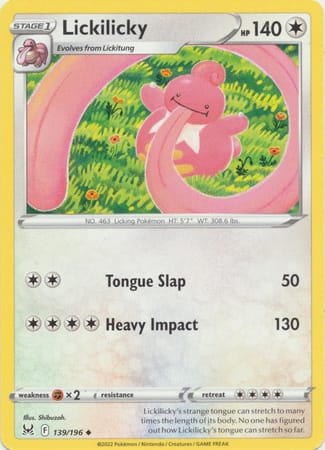 STAGE 1
Lickilicky
HP 140
Evolves from Lickitung
NO. 463 Licking Pokémon HT: 5'7" WT: 308.6 lbs.
Tongue Slap 50
Heavy Impact 130
weakness ×2 resistance retreat
Illus. Shibuzoh.
F 139/196
Lickilicky's strange tongue can stretch to many
times the length of its body. No one has figured
out how Lickilicky's tongue can stretch so far.
©2022 Pokémon / Nintendo / Creatures / GAME FREAK